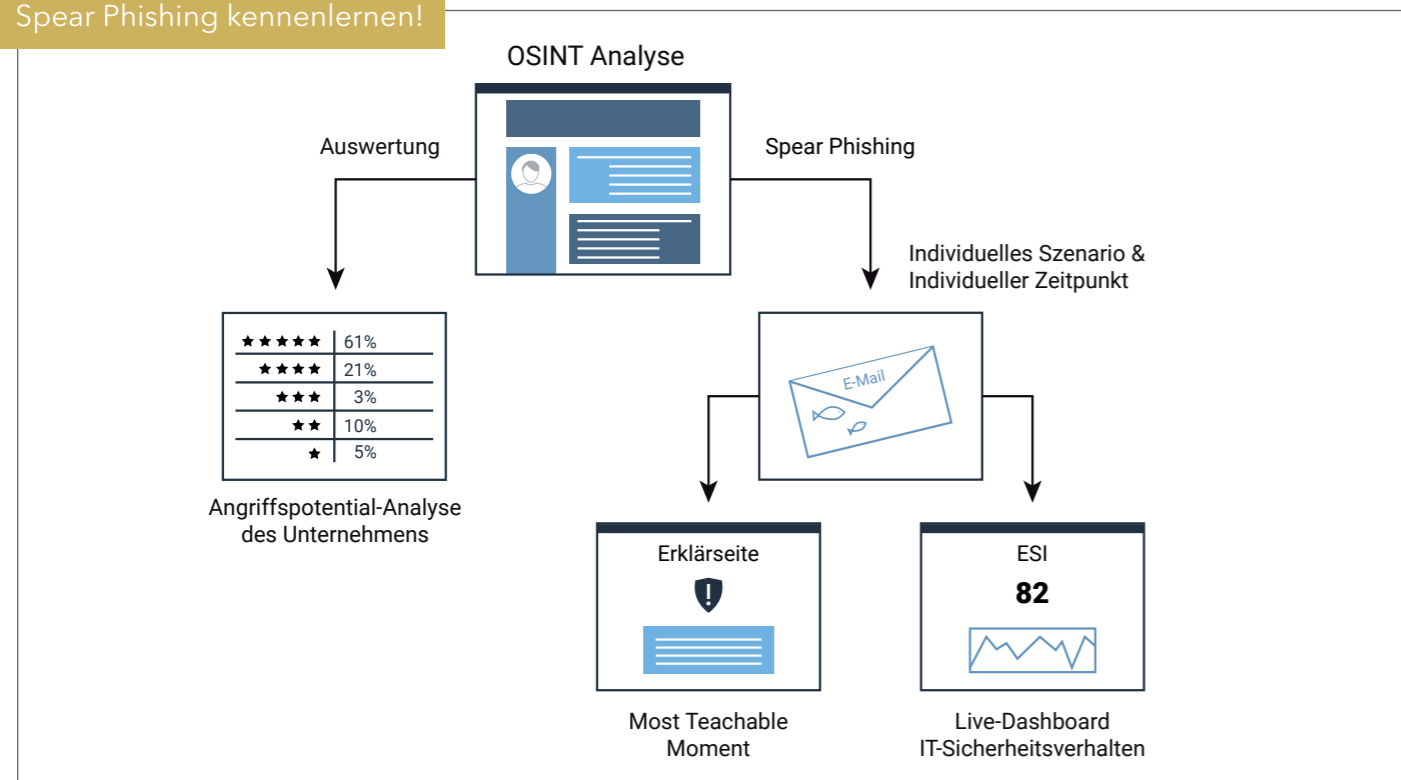 Spear Phishing kennenlernen!
OSINT Analyse
Auswertung
Spear Phishing
Individuelles Szenario &
Individueller Zeitpunkt
★★★★★ 61%
★★★★ 21%
★★★ 3%
★★ 10%
★ 5%
E-Mail
Angriffspotential-Analyse
des Unternehmens
Erklärseite
!
ESI
82
Most Teachable
Moment
Live-Dashboard
IT-Sicherheitsverhalten